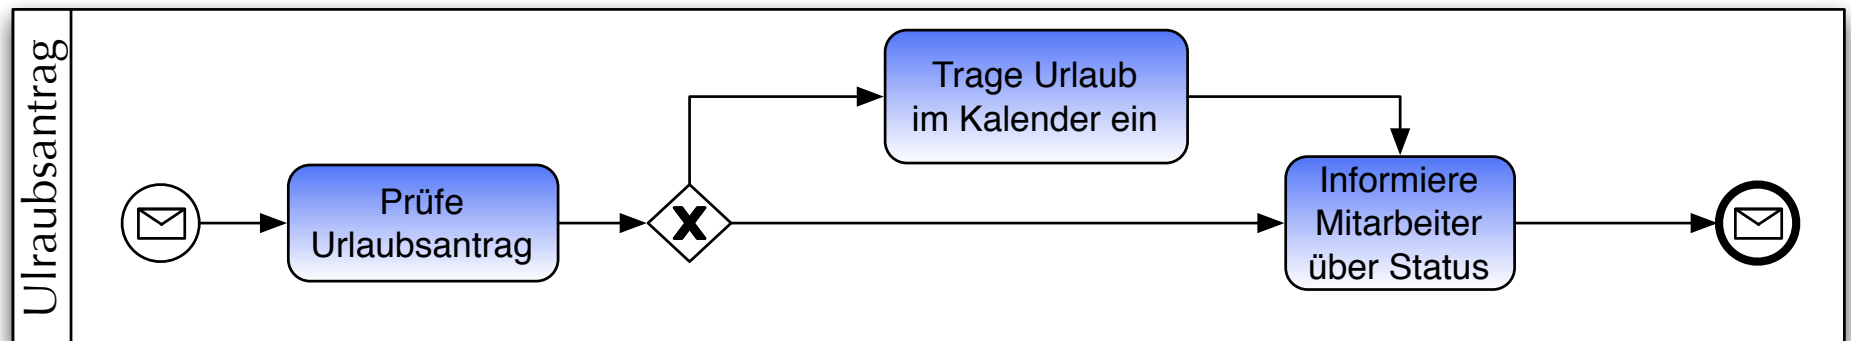 Ulraubsantrag
Prüfe
Urlaubsantrag
X
Trage Urlaub
im Kalender ein
Informiere
Mitarbeiter
über Status